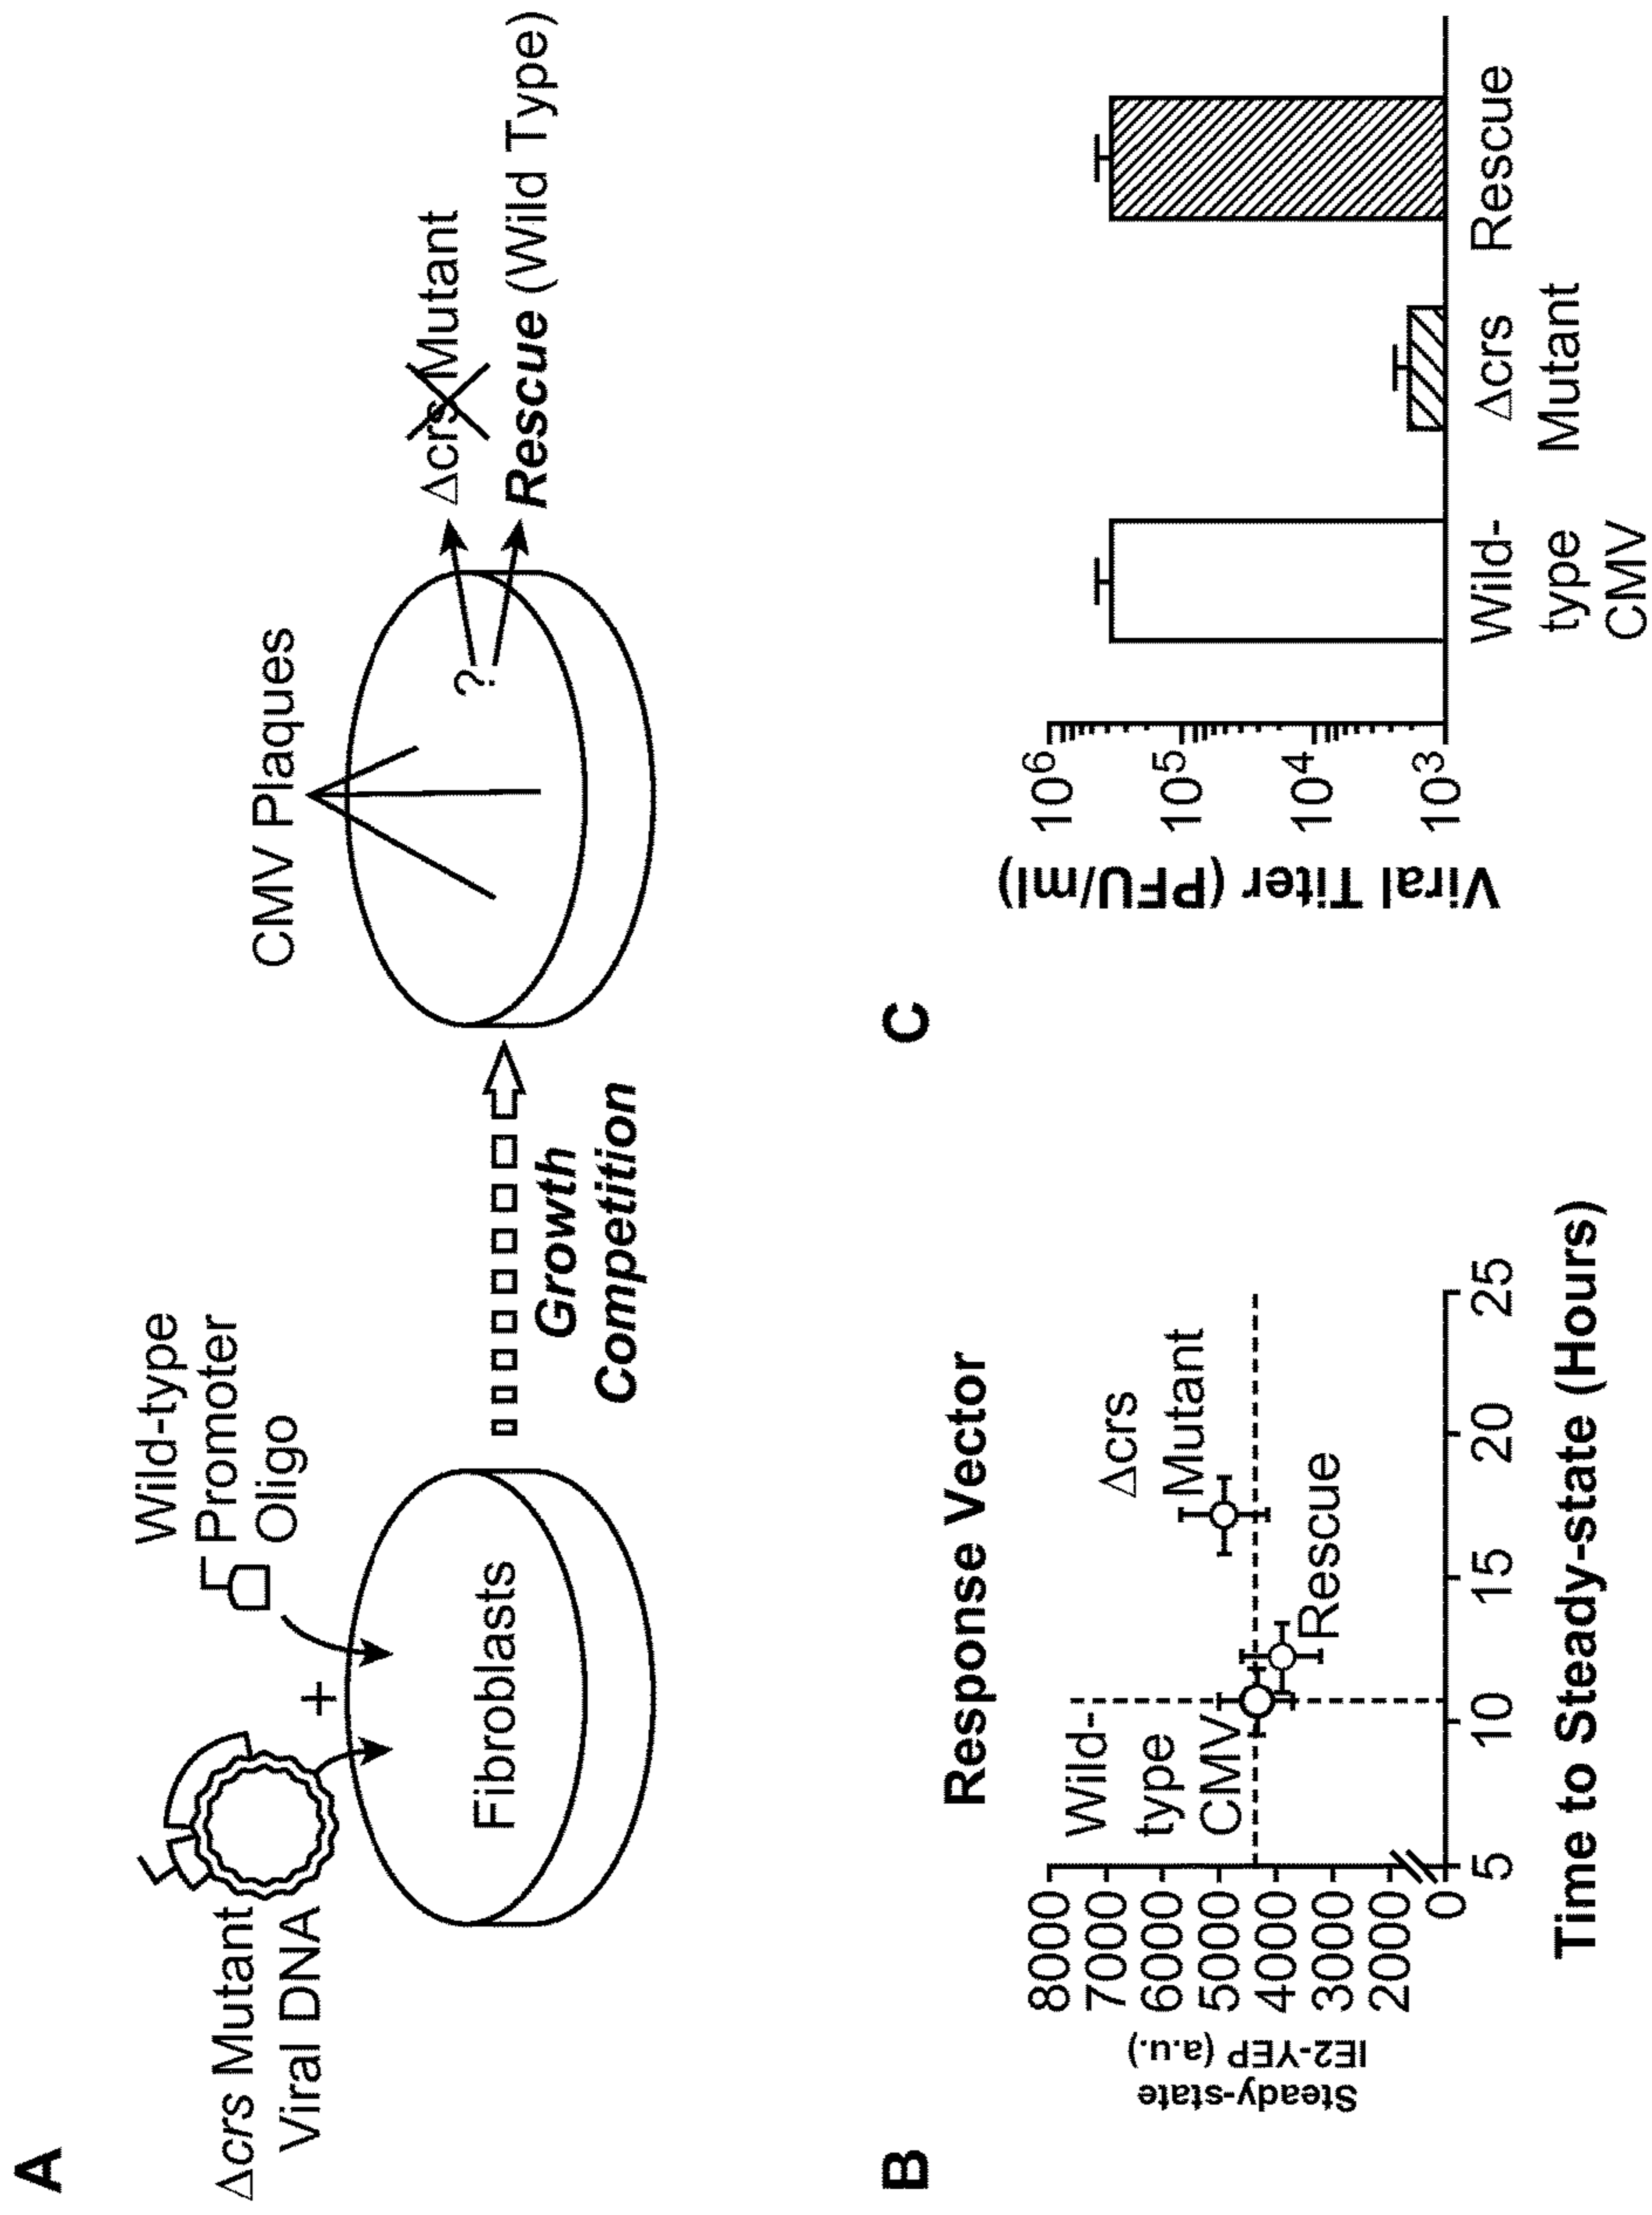 A
Δcrs Mutant
Viral DNA
+
Wild-type
Promoter
Oligo
Fibroblasts
Growth
Competition
CMV Plaques
?
Δcrs Mutant
Rescue (Wild Type)
B
Response Vector
Steady-state
IE2-YEP (a.u.)
8000
7000
6000
5000
4000
3000
2000
0
Wild-
type
CMV
Δcrs
Mutant
Rescue
5 10 15 20 25
Time to Steady-state (Hours)
C
Viral Titer (PFU/ml)
10⁶
10⁵
10⁴
10³
Wild-
type
CMV
Δcrs
Mutant
Rescue